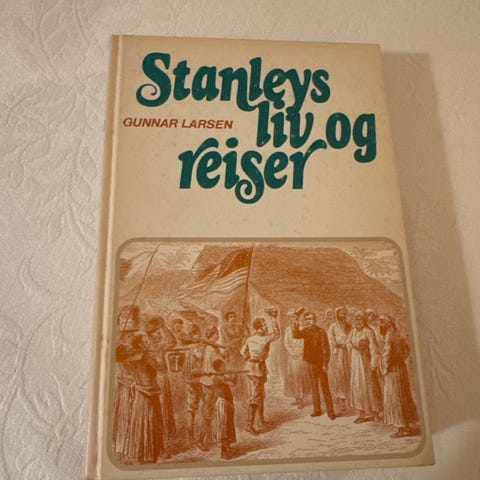 Stanleys
GUNNAR LARSEN
liv og
reiser